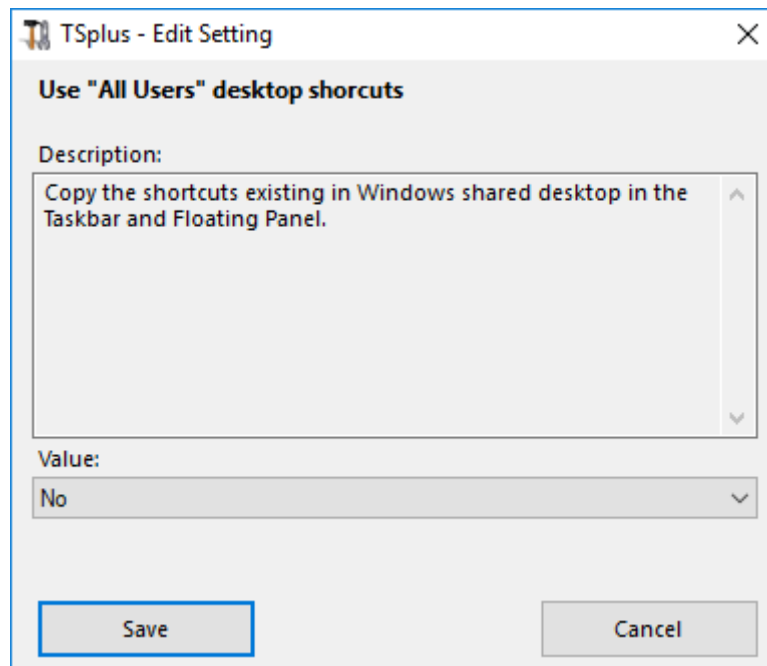 TSplus - Edit Setting
Use "All Users" desktop shorcuts
Description:
Copy the shortcuts existing in Windows shared desktop in the
Taskbar and Floating Panel.
Value:
No
Save
Cancel